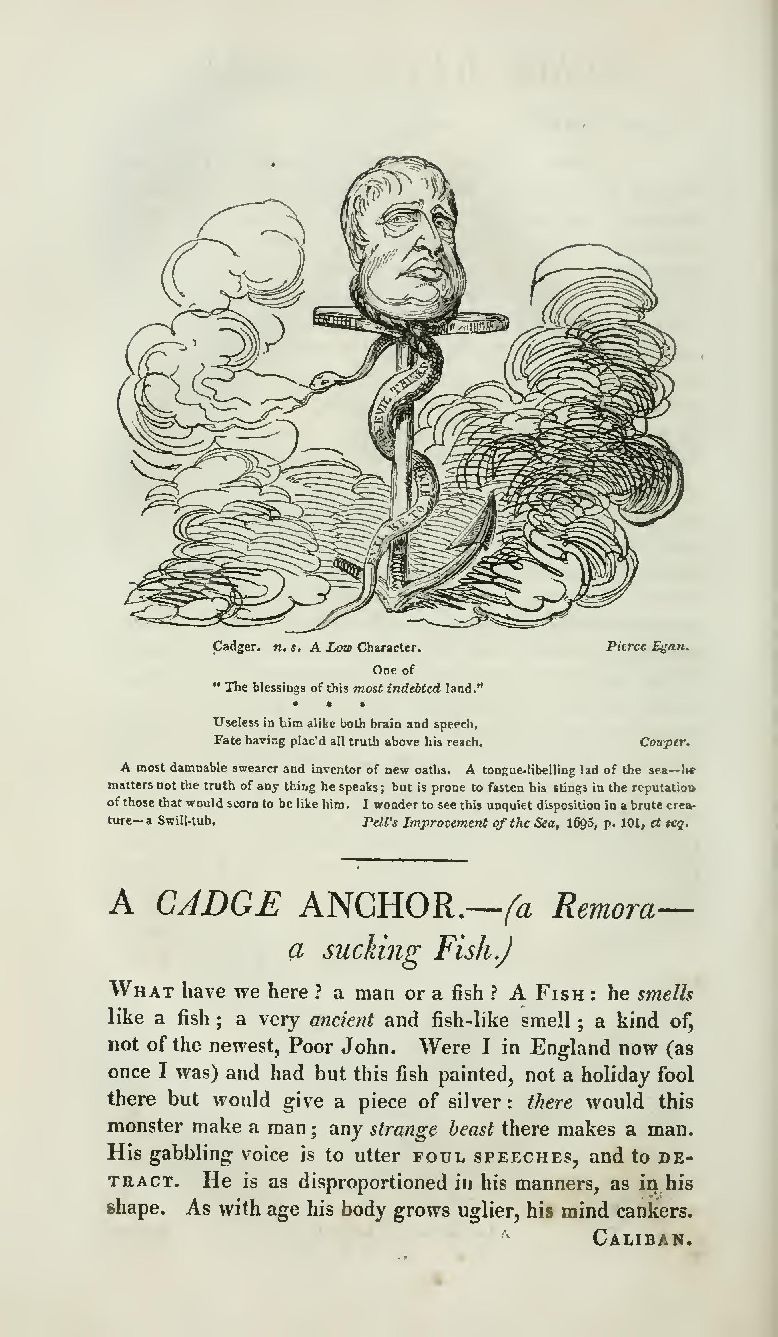 EVIL THERE
Cadger. n. s. A Low Character. Pierce Egan.
One of
" The blessings of this most indebted land."
* * *
Useless in him alike both brain and speech,
Fate having plac'd all truth above his reach. Cowper.
A most damnable swearer and inventor of new oaths. A tongue-libelling lad of the sea—he
matters not the truth of any thing he speaks; but is prone to fasten his stings in the reputation
of those that would scorn to be like him. I wonder to see this unquiet disposition in a brute crea-
ture—a Swill-tub. Pell's Improvement of the Sea, 1695, p. 101, et seq.
A CADGE ANCHOR.—(a Remora—
a sucking Fish.)
WHAT have we here? a man or a fish? A FISH: he smells
like a fish; a very ancient and fish-like smell; a kind of,
not of the newest, Poor John. Were I in England now (as
once I was) and had but this fish painted, not a holiday fool
there but would give a piece of silver: there would this
monster make a man; any strange beast there makes a man.
His gabbling voice is to utter FOUL SPEECHES, and to DE-
TRACT. He is as disproportioned in his manners, as in his
shape. As with age his body grows uglier, his mind cankers.
CALIBAN.